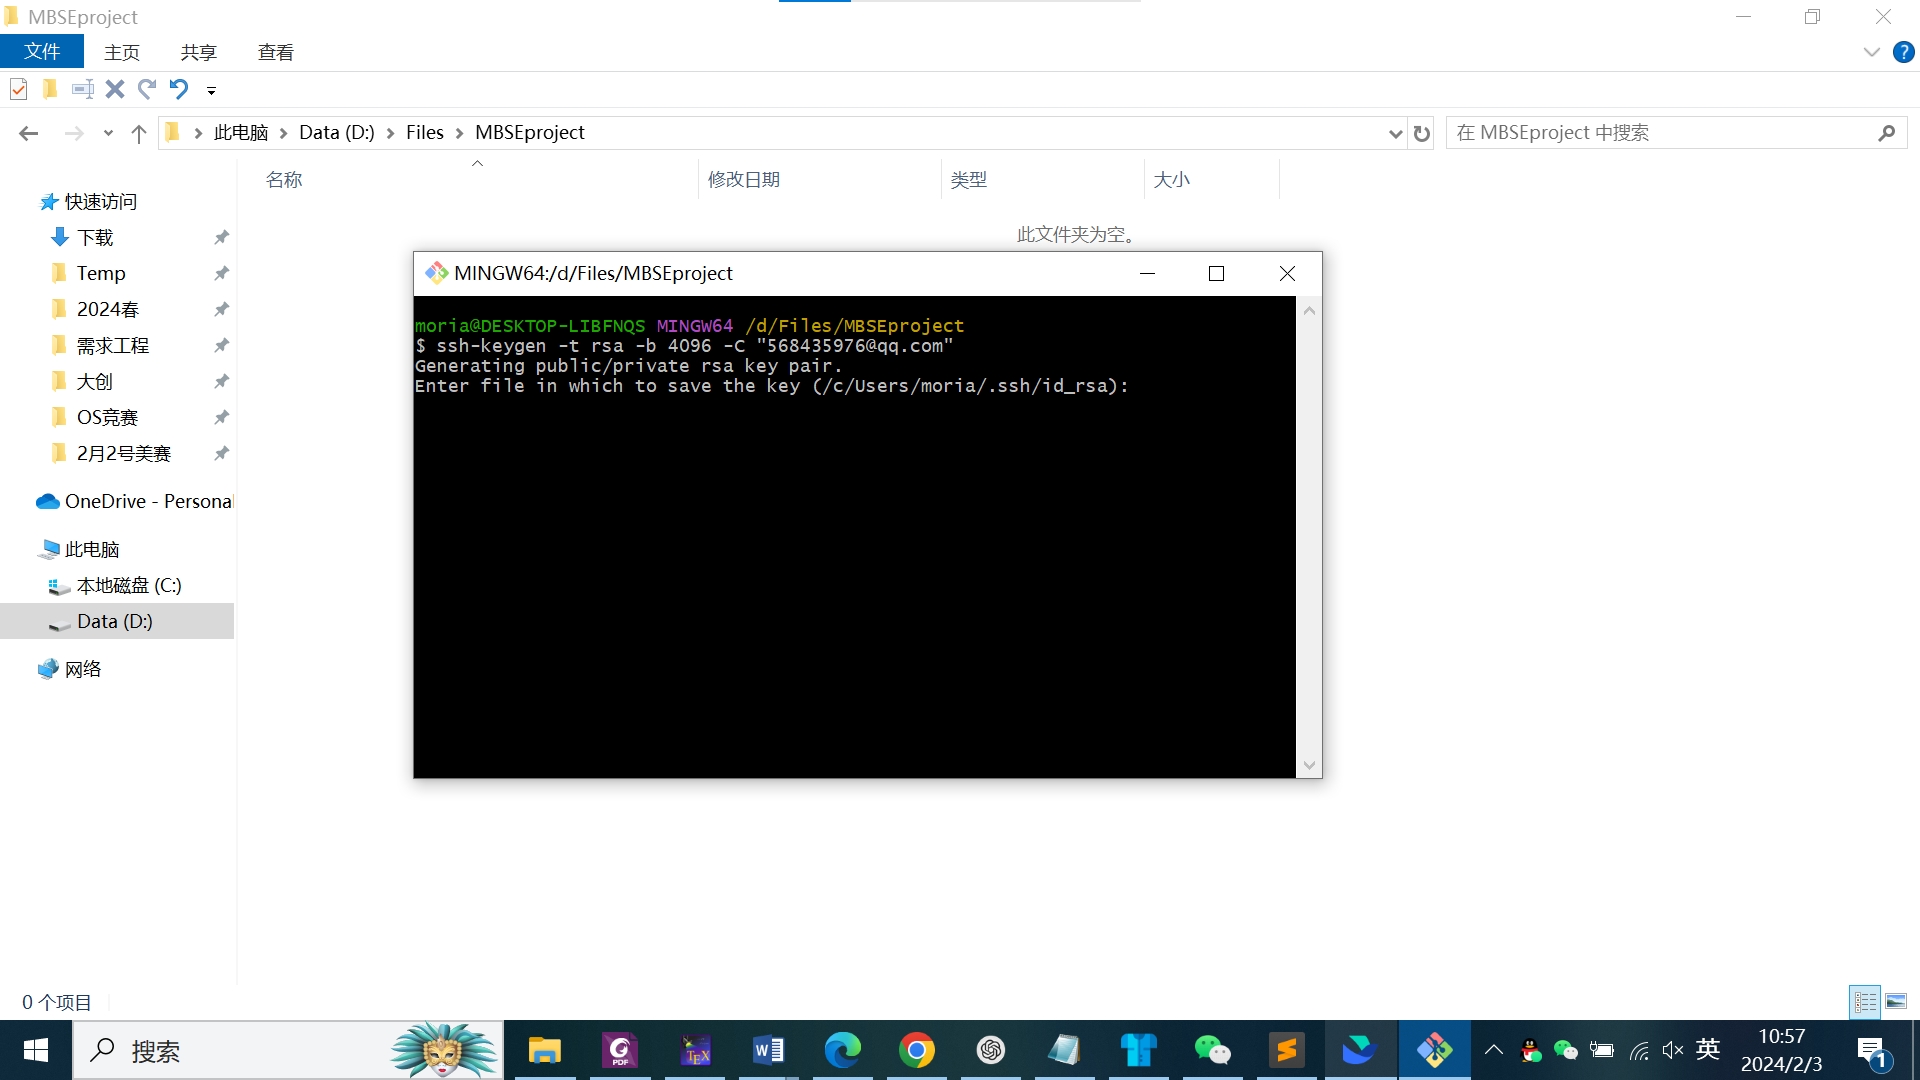 MBSEproject
文件 主页 共享 查看
此电脑 Data (D:) Files MBSEproject
在 MBSEproject 中搜索
名称 修改日期 类型 大小
快速访问
下载
Temp
2024春
需求工程
大创
OS竞赛
2月2号美赛
OneDrive - Personal
此电脑
本地磁盘 (C:)
Data (D:)
网络
此文件夹为空。
MINGW64:/d/Files/MBSEproject
moria@DESKTOP-LIBFNQS MINGW64 /d/Files/MBSEproject
$ ssh-keygen -t rsa -b 4096 -C "568435976@qq.com"
Generating public/private rsa key pair.
Enter file in which to save the key (/c/Users/moria/.ssh/id_rsa):
0 个项目
搜索
PDF
TEX
W
英
10:57
2024/2/3
1